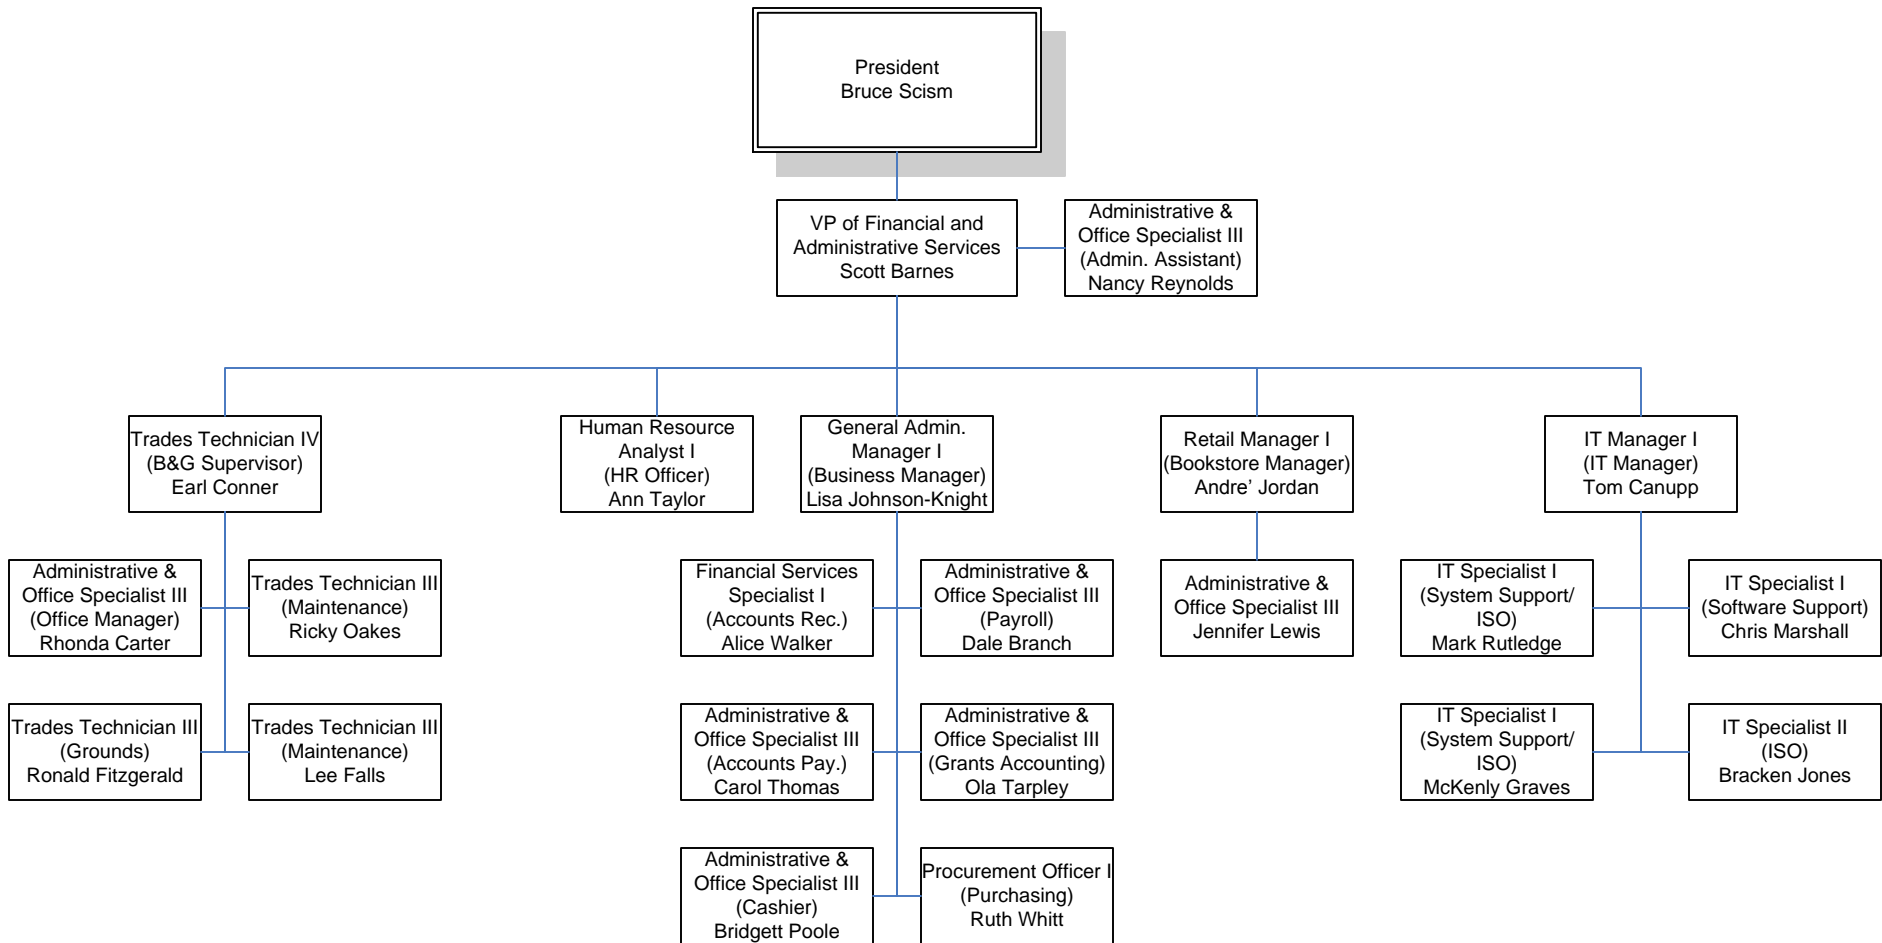 President
Bruce Scism
VP of Financial and
Administrative Services
Scott Barnes
Administrative &
Office Specialist III
(Admin. Assistant)
Nancy Reynolds
Trades Technician IV
(B&G Supervisor)
Earl Conner
Human Resource
Analyst I
(HR Officer)
Ann Taylor
General Admin.
Manager I
(Business Manager)
Lisa Johnson-Knight
Retail Manager I
(Bookstore Manager)
Andre’ Jordan
IT Manager I
(IT Manager)
Tom Canupp
Administrative &
Office Specialist III
(Office Manager)
Rhonda Carter
Trades Technician III
(Maintenance)
Ricky Oakes
Financial Services
Specialist I
(Accounts Rec.)
Alice Walker
Administrative &
Office Specialist III
(Payroll)
Dale Branch
Administrative &
Office Specialist III
Jennifer Lewis
IT Specialist I
(System Support/
ISO)
Mark Rutledge
IT Specialist I
(Software Support)
Chris Marshall
Trades Technician III
(Grounds)
Ronald Fitzgerald
Trades Technician III
(Maintenance)
Lee Falls
Administrative &
Office Specialist III
(Accounts Pay.)
Carol Thomas
Administrative &
Office Specialist III
(Grants Accounting)
Ola Tarpley
IT Specialist I
(System Support/
ISO)
McKenly Graves
IT Specialist II
(ISO)
Bracken Jones
Administrative &
Office Specialist III
(Cashier)
Bridgett Poole
Procurement Officer I
(Purchasing)
Ruth Whitt